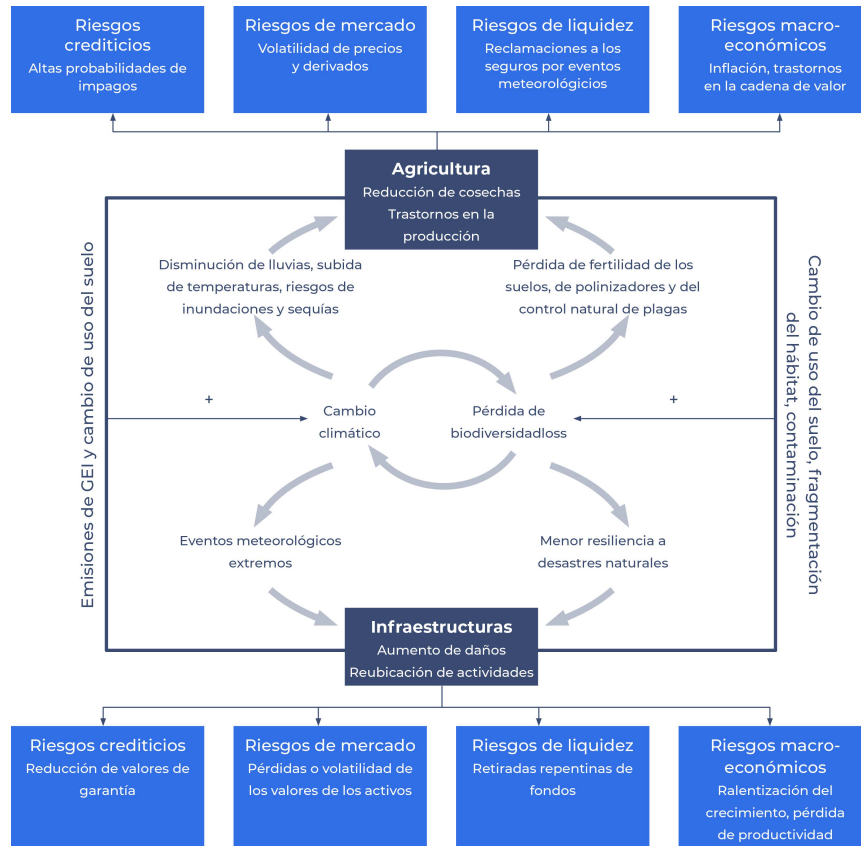 Riesgos
crediticios
Altas probabilidades de
impagos
Riesgos de mercado
Volatilidad de precios
y derivados
Riesgos de liquidez
Reclamaciones a los
seguros por eventos
meteorológicios
Riesgos macro-
económicos
Inflación, trastornos
en la cadena de valor
Agricultura
Reducción de cosechas
Trastornos en la
producción
Emisiones de GEI y cambio de uso del suelo
Disminución de lluvias, subida
de temperaturas, riesgos de
inundaciones y sequías
Pérdida de fertilidad de los
suelos, de polinizadores y del
control natural de plagas
Cambio de uso del suelo, fragmentación
del hábitat, contaminación
+
Cambio
climático
Pérdida de
biodiversidadloss
+
Eventos meteorológicos
extremos
Menor resiliencia a
desastres naturales
Infraestructuras
Aumento de daños
Reubicación de actividades
Riesgos crediticios
Reducción de valores de
garantía
Riesgos de mercado
Pérdidas o volatilidad de
los valores de los activos
Riesgos de liquidez
Retiradas repentinas de
fondos
Riesgos macro-
económicos
Ralentización del
crecimiento, pérdida
de productividad